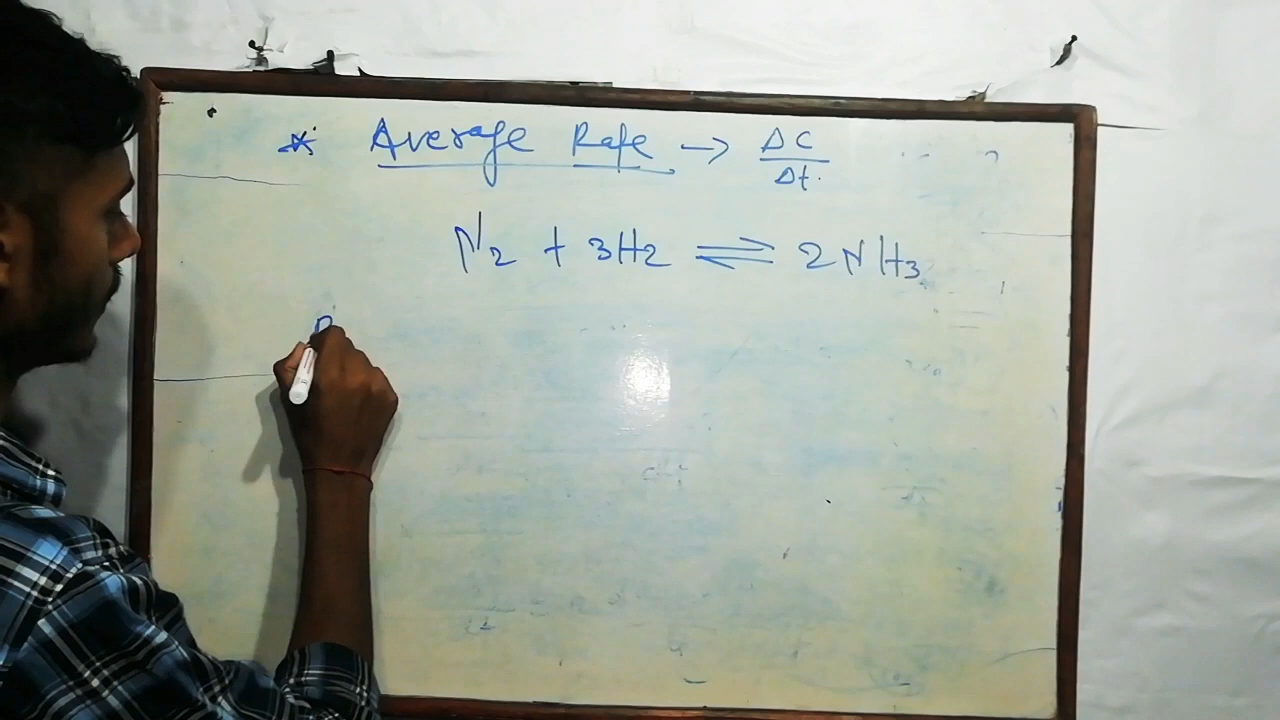 * Average Rate → ΔC/Δt
N2 + 3H2 ⇌ 2NH3
R